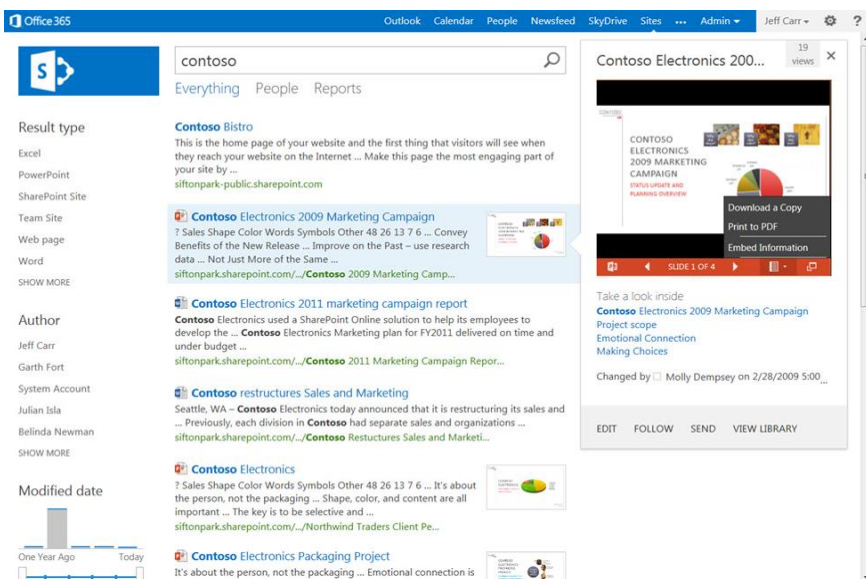 Office 365
Outlook Calendar People Newsfeed SkyDrive Sites ... Admin Jeff Carr ?
S
contoso
Everything People Reports
Result type
Excel
PowerPoint
SharePoint Site
Team Site
Web page
Word
SHOW MORE
Author
Jeff Carr
Garth Fort
System Account
Julian Isla
Belinda Newman
SHOW MORE
Modified date
One Year Ago Today
Contoso Bistro
This is the home page of your website and the first thing that visitors will see when
they reach your website on the Internet ... Make this page the most engaging part of
your site by ...
siftonpark-public.sharepoint.com
Contoso Electronics 2009 Marketing Campaign
? Sales Shape Color Words Symbols Other 48 26 13 7 6 ... Convey
Benefits of the New Release ... Improve on the Past – use research
data ... Not Just More of the Same ...
siftonpark.sharepoint.com/.../Contoso 2009 Marketing Camp...
Contoso Electronics 2011 marketing campaign report
Contoso Electronics used a SharePoint Online solution to help its employees to
develop the ... Contoso Electronics Marketing plan for FY2011 delivered on time and
under budget ...
siftonpark.sharepoint.com/.../Contoso 2011 Marketing Campaign Repor...
Contoso restructures Sales and Marketing
Seattle, WA – Contoso Electronics today announced that it is restructuring its sales and
... Previously, each division in Contoso had separate sales and organizations ...
siftonpark.sharepoint.com/.../Contoso Restuctures Sales and Marketi...
Contoso Electronics
? Sales Shape Color Words Symbols Other 48 26 13 7 6 ... It's about
the person, not the packaging ... Shape, color, and content are all
important ... The key is to be selective and ...
siftonpark.sharepoint.com/.../Northwind Traders Client Pe...
Contoso Electronics Packaging Project
It's about the person, not the packaging ... Emotional connection is
Contoso Electronics 200...
19
views
CONTOSO
ELECTRONICS
2009 MARKETING
CAMPAIGN
STATUS UPDATE AND
PLANNING OVERVIEW
Download a Copy
Print to PDF
Embed Information
SLIDE 1 OF 4
Take a look inside
Contoso Electronics 2009 Marketing Campaign
Project scope
Emotional Connection
Making Choices
Changed by Molly Dempsey on 2/28/2009 5:00...
EDIT FOLLOW SEND VIEW LIBRARY